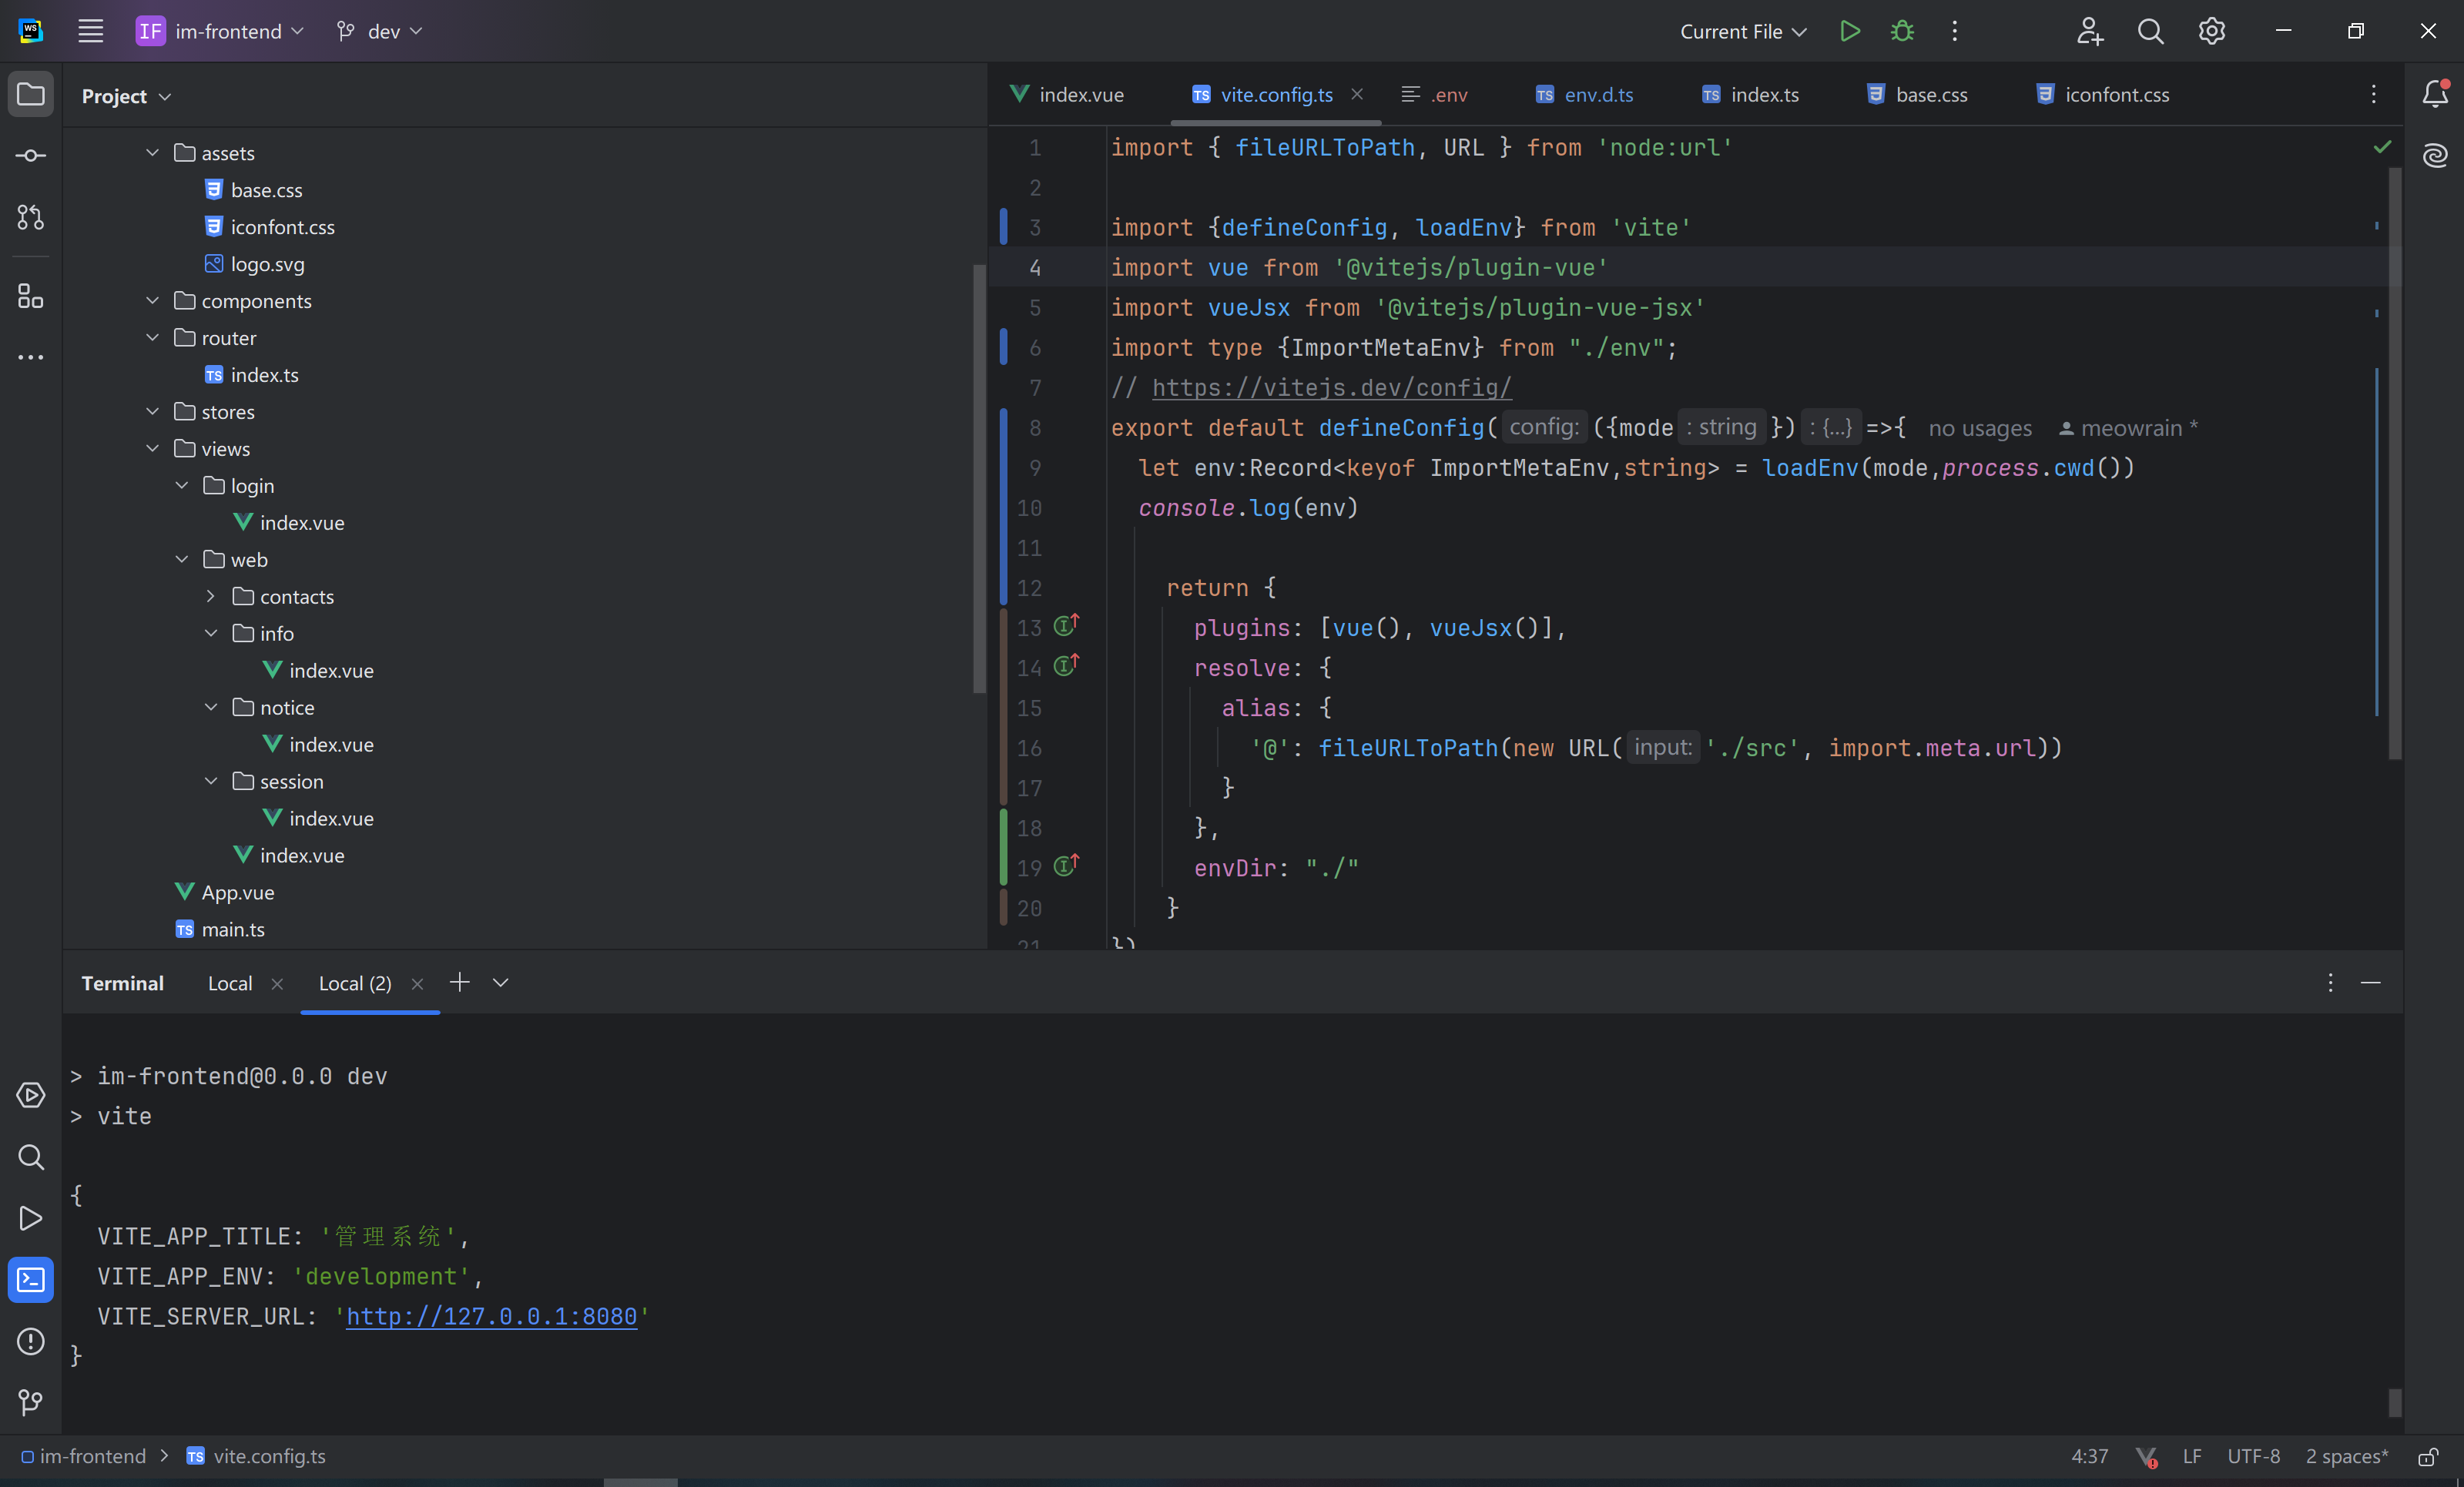 WS
IF im-frontend dev
Current File
Project
assets
base.css
iconfont.css
logo.svg
components
router
TS index.ts
stores
views
login
index.vue
web
contacts
info
index.vue
notice
index.vue
session
index.vue
index.vue
App.vue
TS main.ts
index.vue TS vite.config.ts .env TS env.d.ts TS index.ts base.css iconfont.css
1 import { fileURLToPath, URL } from 'node:url'
2
3 import {defineConfig, loadEnv} from 'vite'
4 import vue from '@vitejs/plugin-vue'
5 import vueJsx from '@vitejs/plugin-vue-jsx'
6 import type {ImportMetaEnv} from "./env";
7 // https://vitejs.dev/config/
8 export default defineConfig( config: ({mode : string }) : {...} =>{ no usages meowrain *
9 let env:Record<keyof ImportMetaEnv,string> = loadEnv(mode,process.cwd())
10 console.log(env)
11
12 return {
13 plugins: [vue(), vueJsx()],
14 resolve: {
15 alias: {
16 '@': fileURLToPath(new URL( input: './src', import.meta.url))
17 }
18 },
19 envDir: "./"
20 }
21 })
Terminal Local Local (2)
> im-frontend@0.0.0 dev
> vite
{
VITE_APP_TITLE: '管理系统',
VITE_APP_ENV: 'development',
VITE_SERVER_URL: 'http://127.0.0.1:8080'
}
im-frontend > TS vite.config.ts
4:37 LF UTF-8 2 spaces*